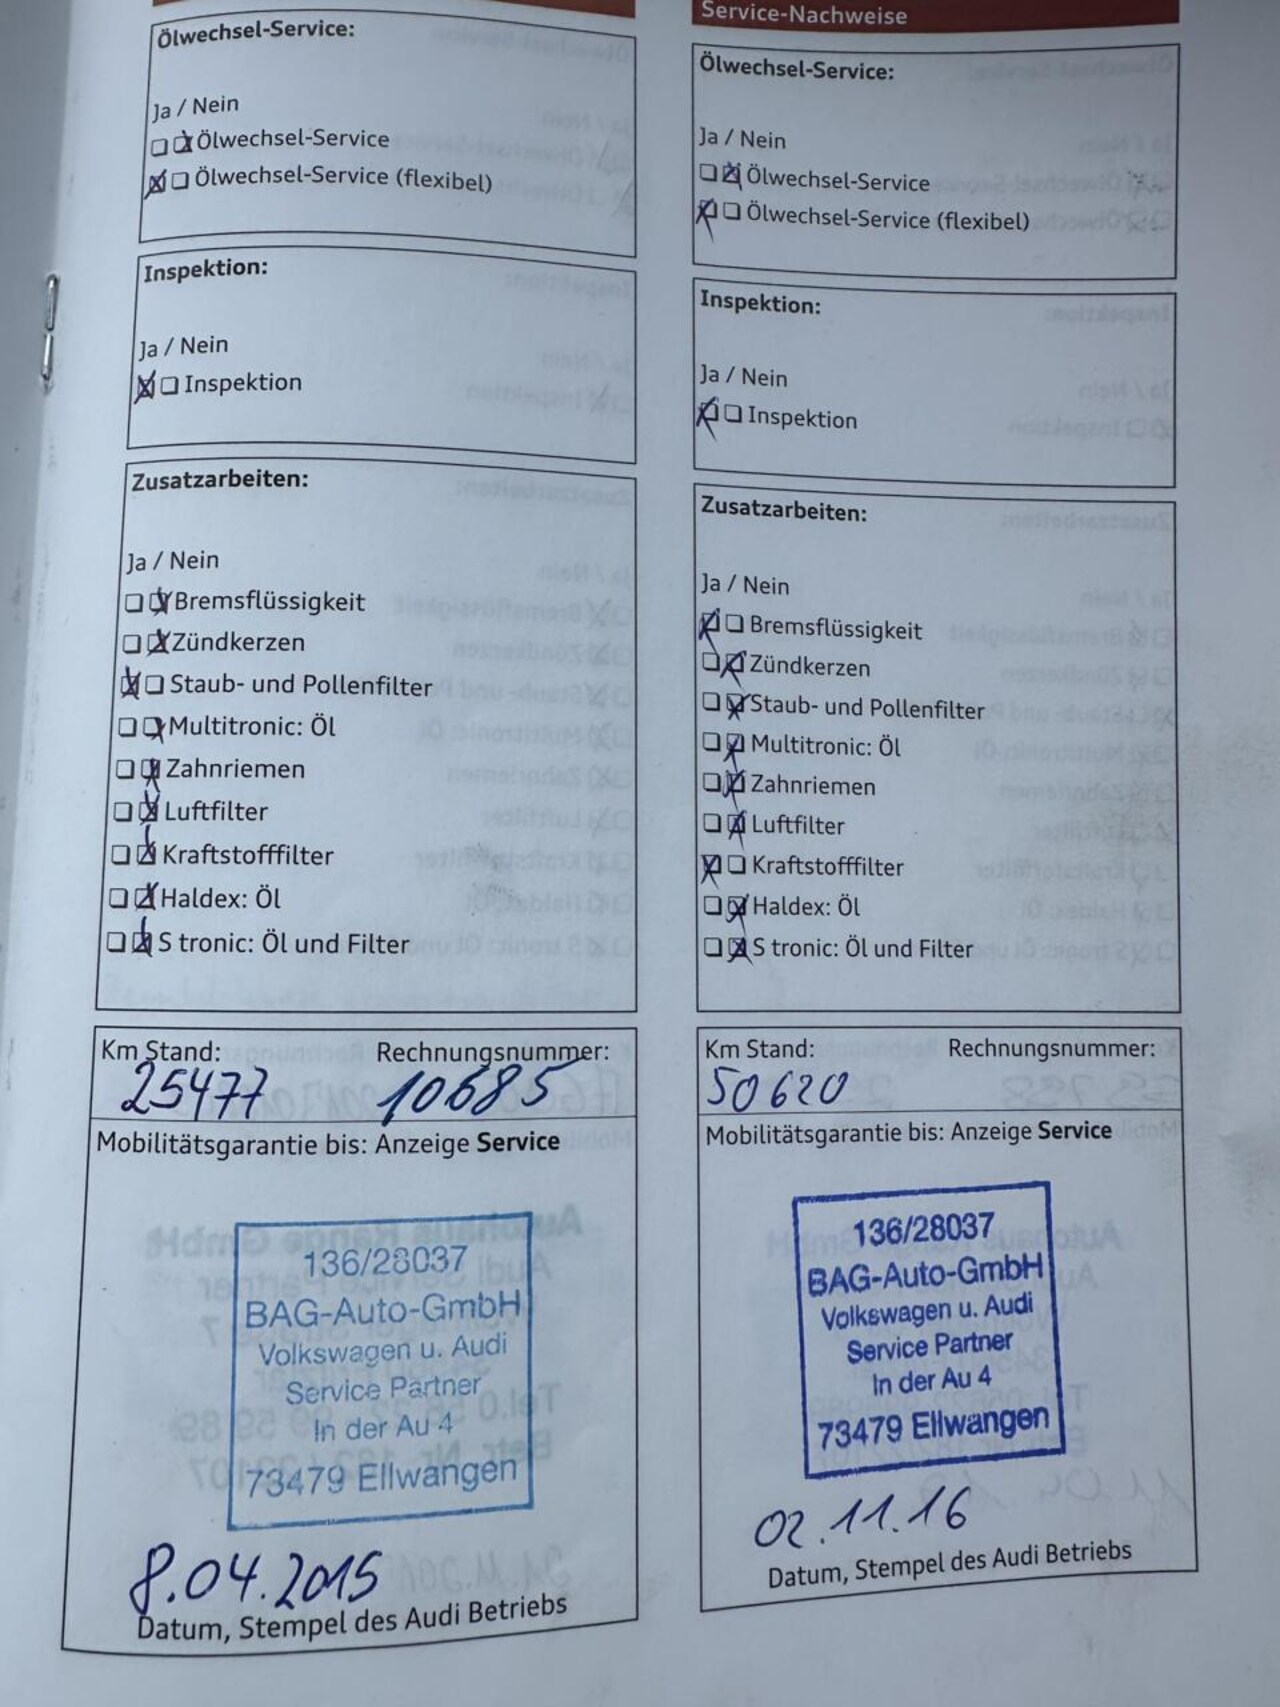 Ölwechsel-Service:
Ja / Nein
Ölwechsel-Service
Ölwechsel-Service (flexibel)
Inspektion:
Ja / Nein
Inspektion
Zusatzarbeiten:
Ja / Nein
Bremsflüssigkeit
Zündkerzen
Staub- und Pollenfilter
Multitronic: Öl
Zahnriemen
Luftfilter
Kraftstofffilter
Haldex: Öl
S tronic: Öl und Filter
Km Stand: Rechnungsnummer:
25477 10685
Mobilitätsgarantie bis: Anzeige Service
136/28037
BAG-Auto-GmbH
Volkswagen u. Audi
Service Partner
In der Au 4
73479 Ellwangen
8.04.2015
Datum, Stempel des Audi Betriebs
Service-Nachweise
Ölwechsel-Service:
Ja / Nein
Ölwechsel-Service
Ölwechsel-Service (flexibel)
Inspektion:
Ja / Nein
Inspektion
Zusatzarbeiten:
Ja / Nein
Bremsflüssigkeit
Zündkerzen
Staub- und Pollenfilter
Multitronic: Öl
Zahnriemen
Luftfilter
Kraftstofffilter
Haldex: Öl
S tronic: Öl und Filter
Km Stand: Rechnungsnummer:
50620
Mobilitätsgarantie bis: Anzeige Service
136/28037
BAG-Auto-GmbH
Volkswagen u. Audi
Service Partner
In der Au 4
73479 Ellwangen
02.11.16
Datum, Stempel des Audi Betriebs